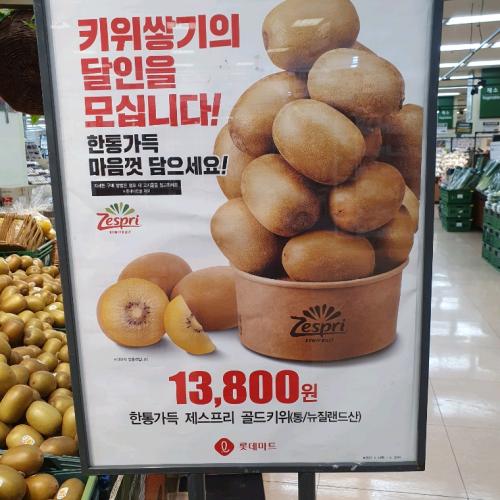 키위쌓기의
달인을
모십니다!
한통가득
마음껏 담으세요!
Zespri
Zespri
13,800원
한통가득 제스프리 골드키위(통/뉴질랜드산)
롯데마트